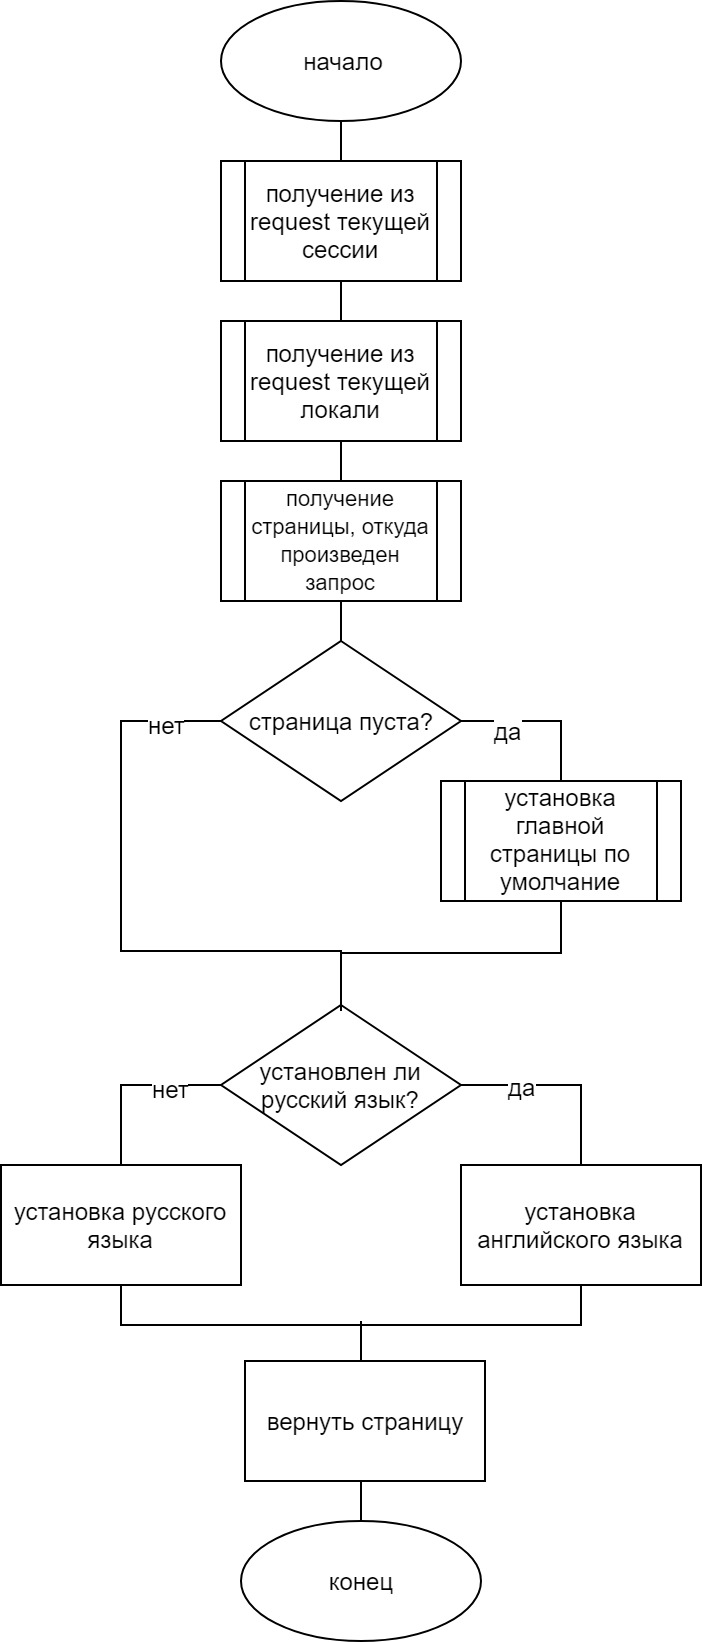 начало
получение из
request текущей
сессии
получение из
request текущей
локали
получение
страницы, откуда
произведен
запрос
страница пуста?
нет
да
установка
главной
страницы по
умолчание
установлен ли
русский язык?
нет
да
установка русского
языка
установка
английского языка
вернуть страницу
конец